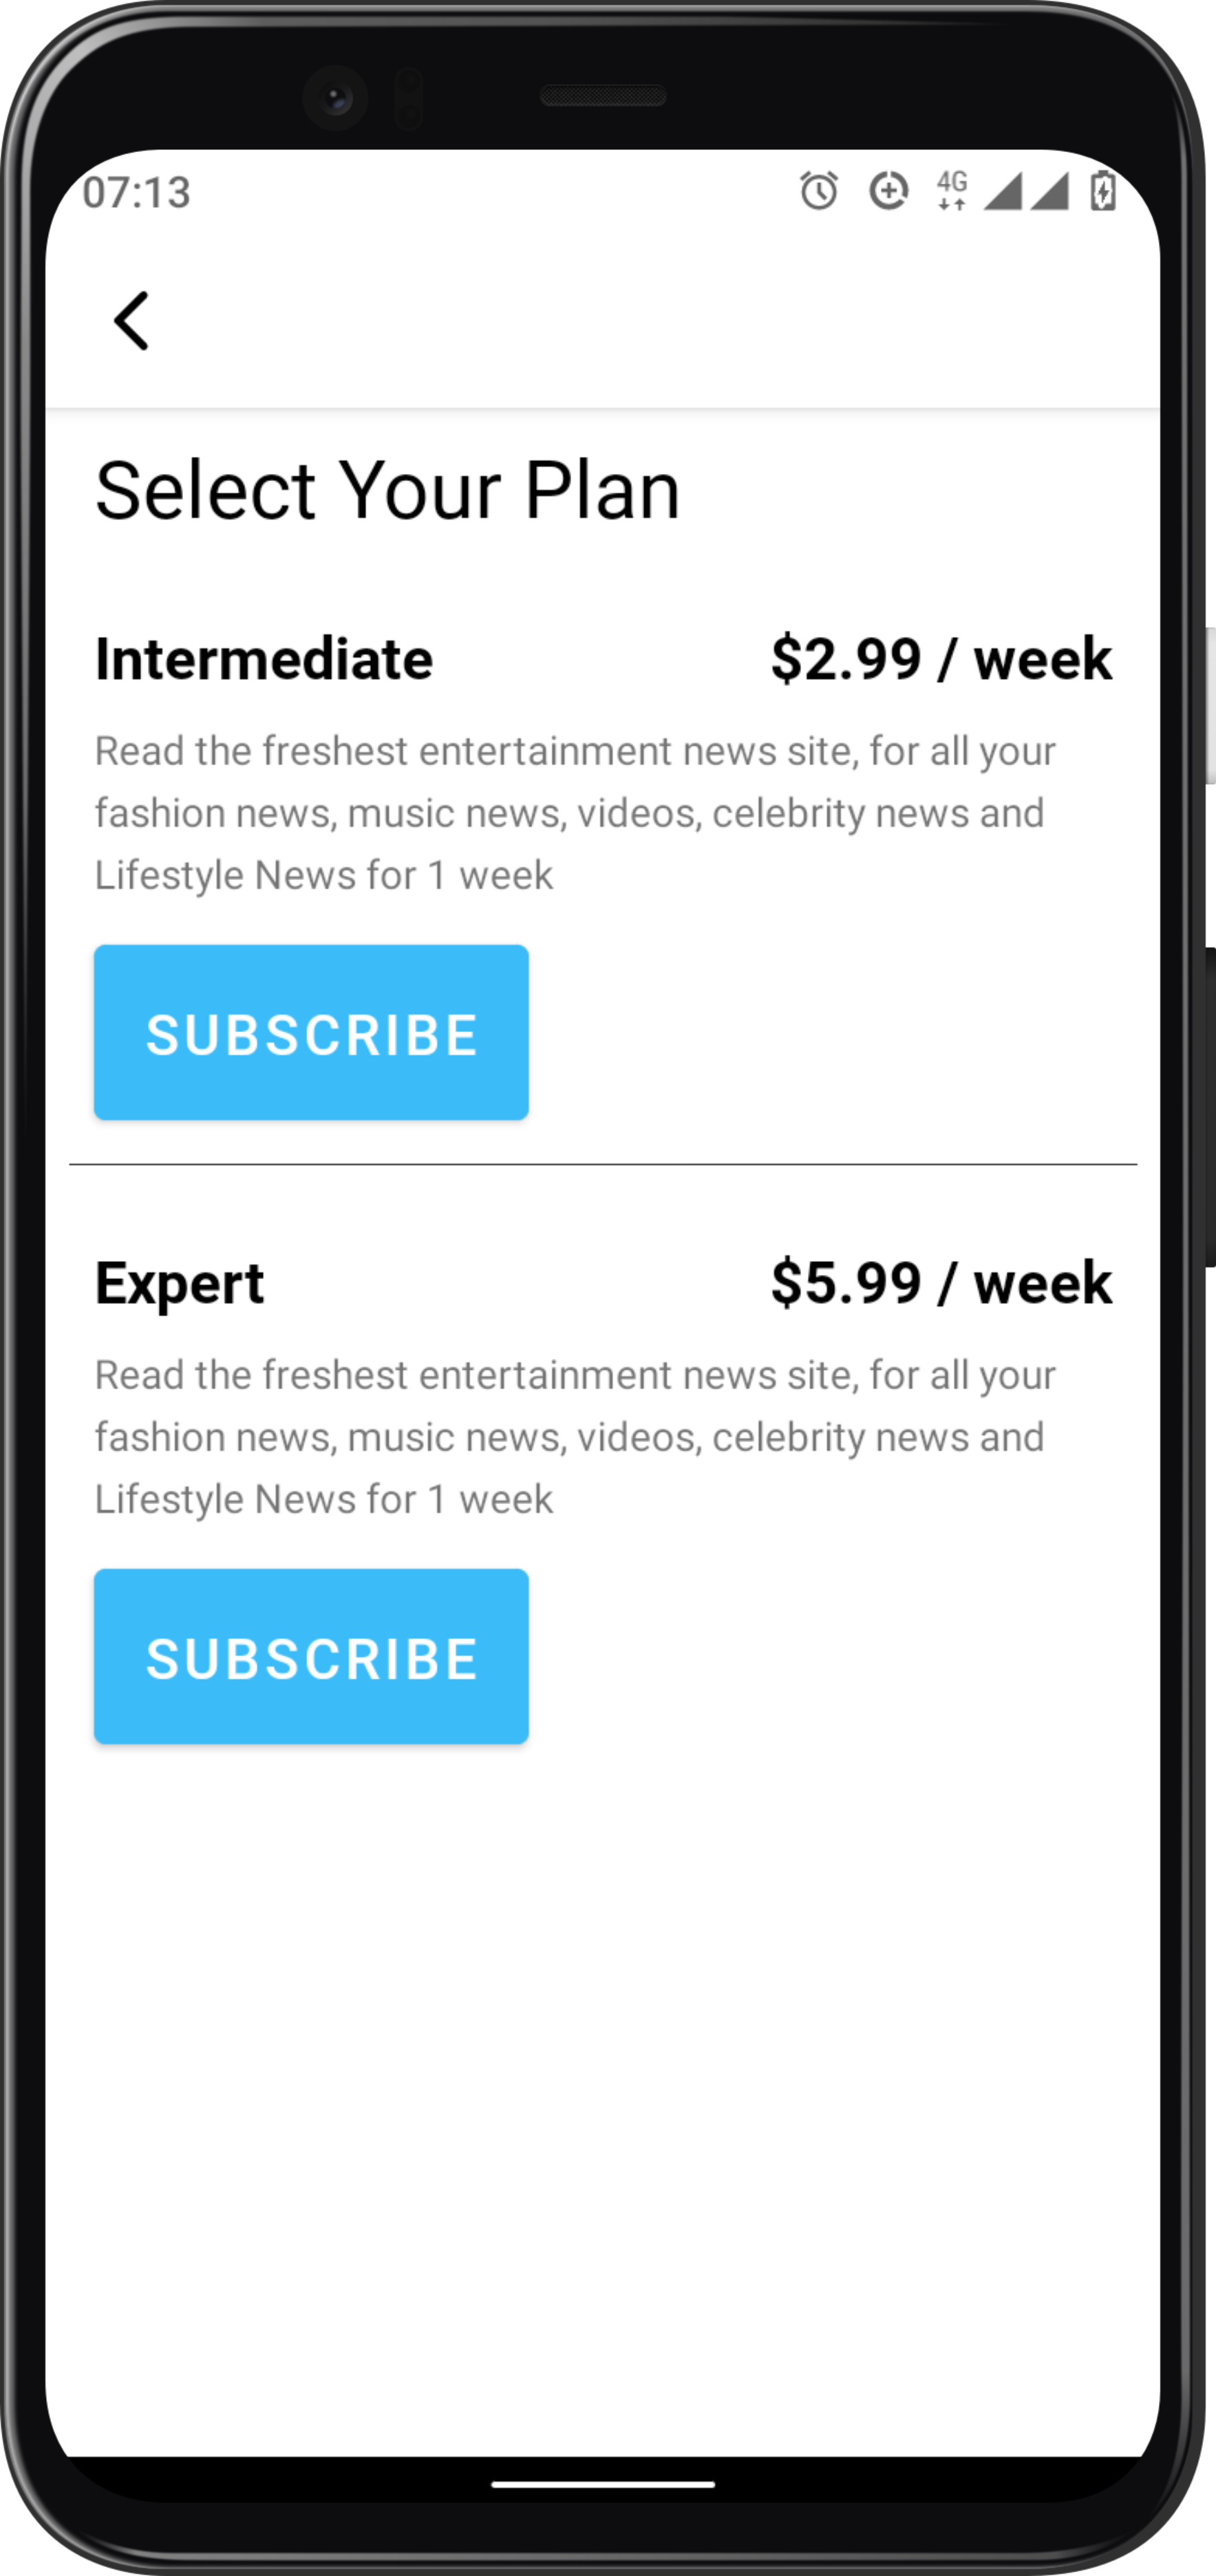 07:13
4G
Select Your Plan
Intermediate
$2.99 / week
Read the freshest entertainment news site, for all your
fashion news, music news, videos, celebrity news and
Lifestyle News for 1 week
SUBSCRIBE
Expert
$5.99 / week
Read the freshest entertainment news site, for all your
fashion news, music news, videos, celebrity news and
Lifestyle News for 1 week
SUBSCRIBE